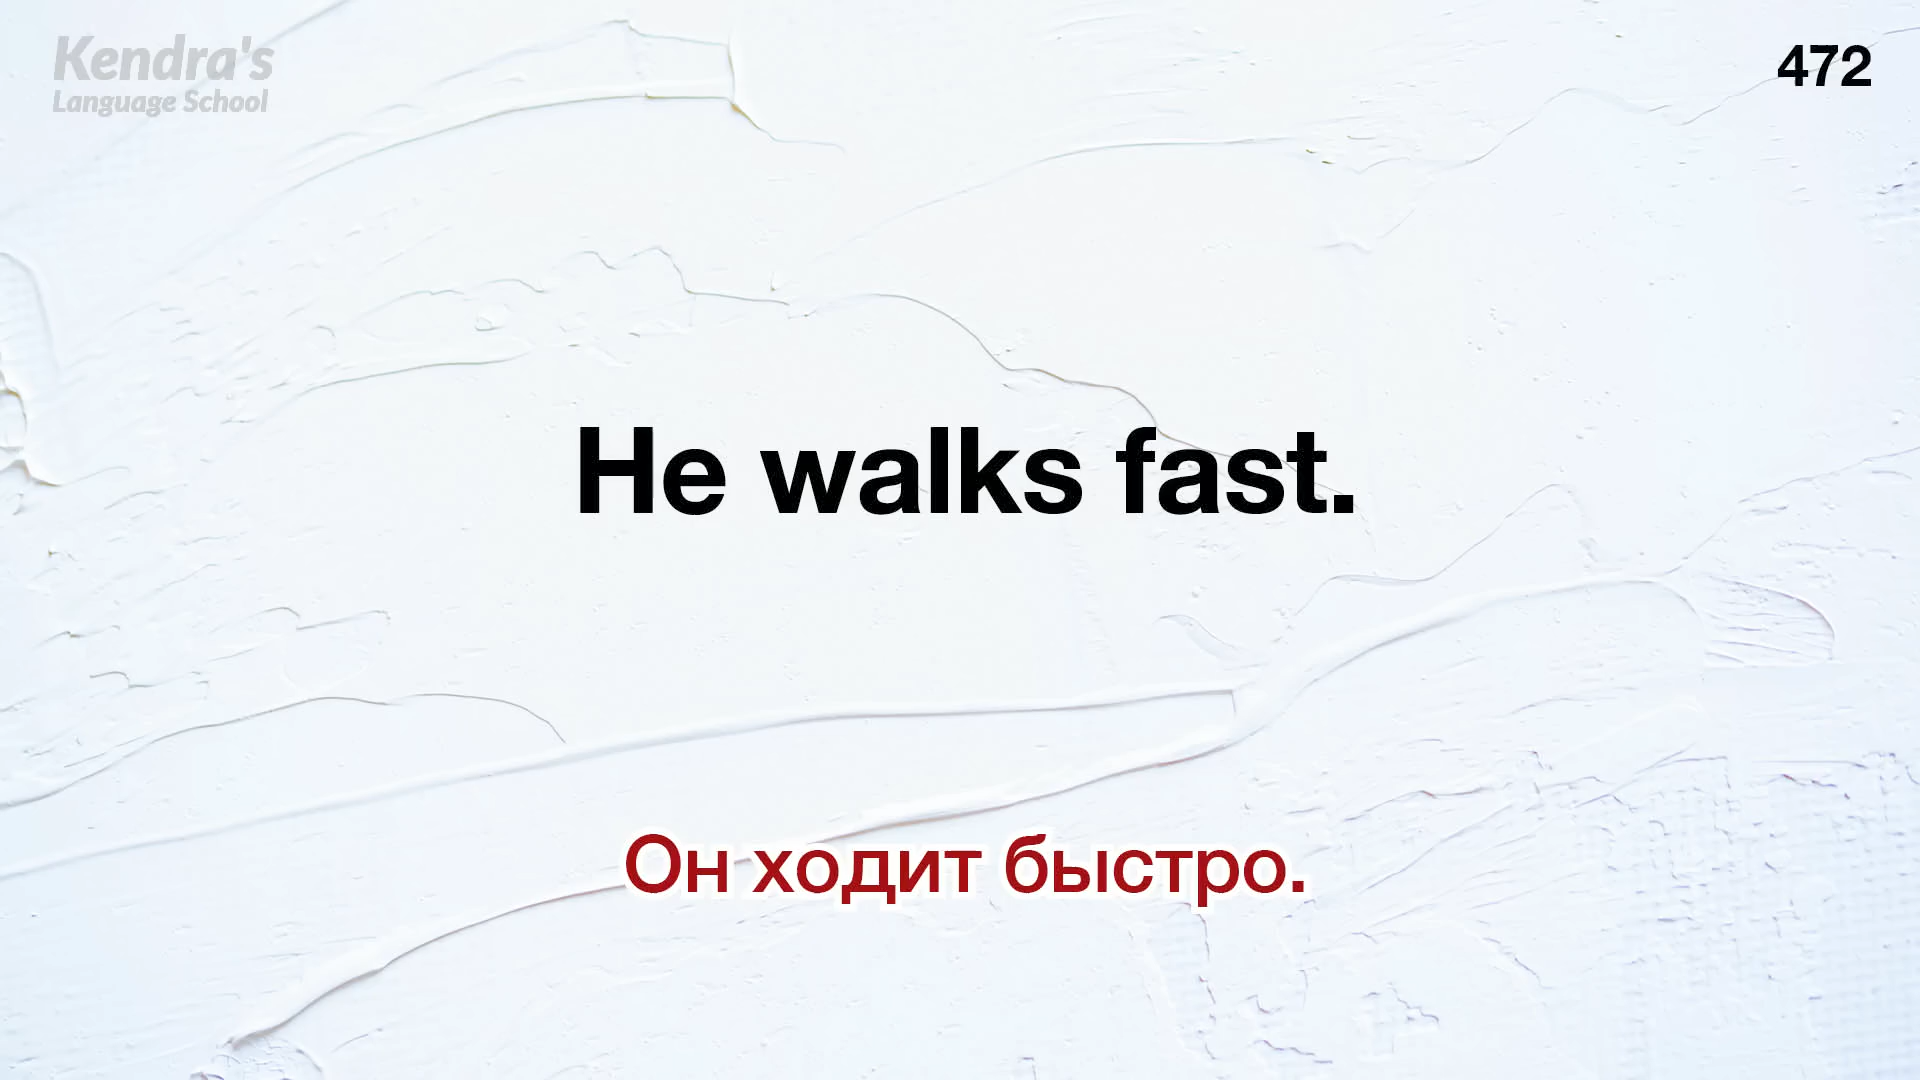 Kendra's
Language School
472
He walks fast.
Он ходит быстро.